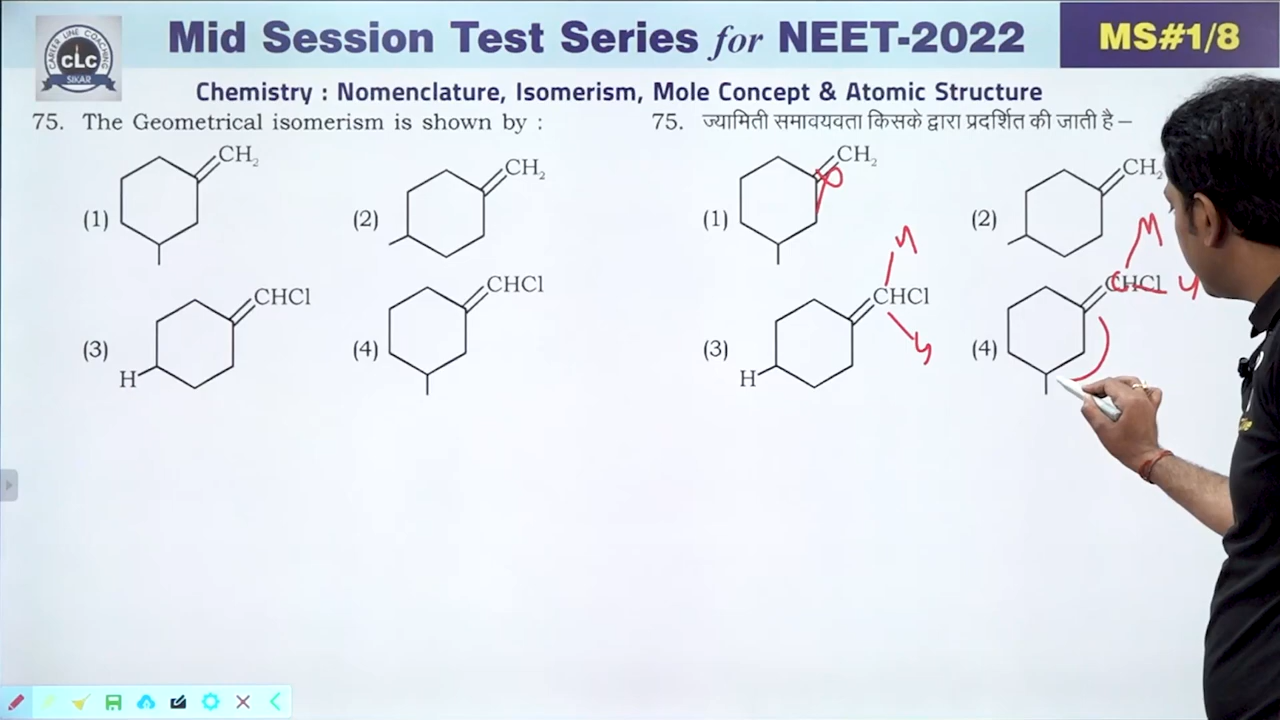 Mid Session Test Series for NEET-2022
MS#1/8
CAREER LINE COACHING
CLC
SIKAR
Chemistry : Nomenclature, Isomerism, Mole Concept & Atomic Structure
75. The Geometrical isomerism is shown by :
(1) CH₂
(2) CH₂
(3) CHCl
H
(4) CHCl
75. ज्यामिती समावयवता किसके द्वारा प्रदर्शित की जाती है –
(1) CH₂
(2) CH₂
(3) CHCl
H
(4) CHCl